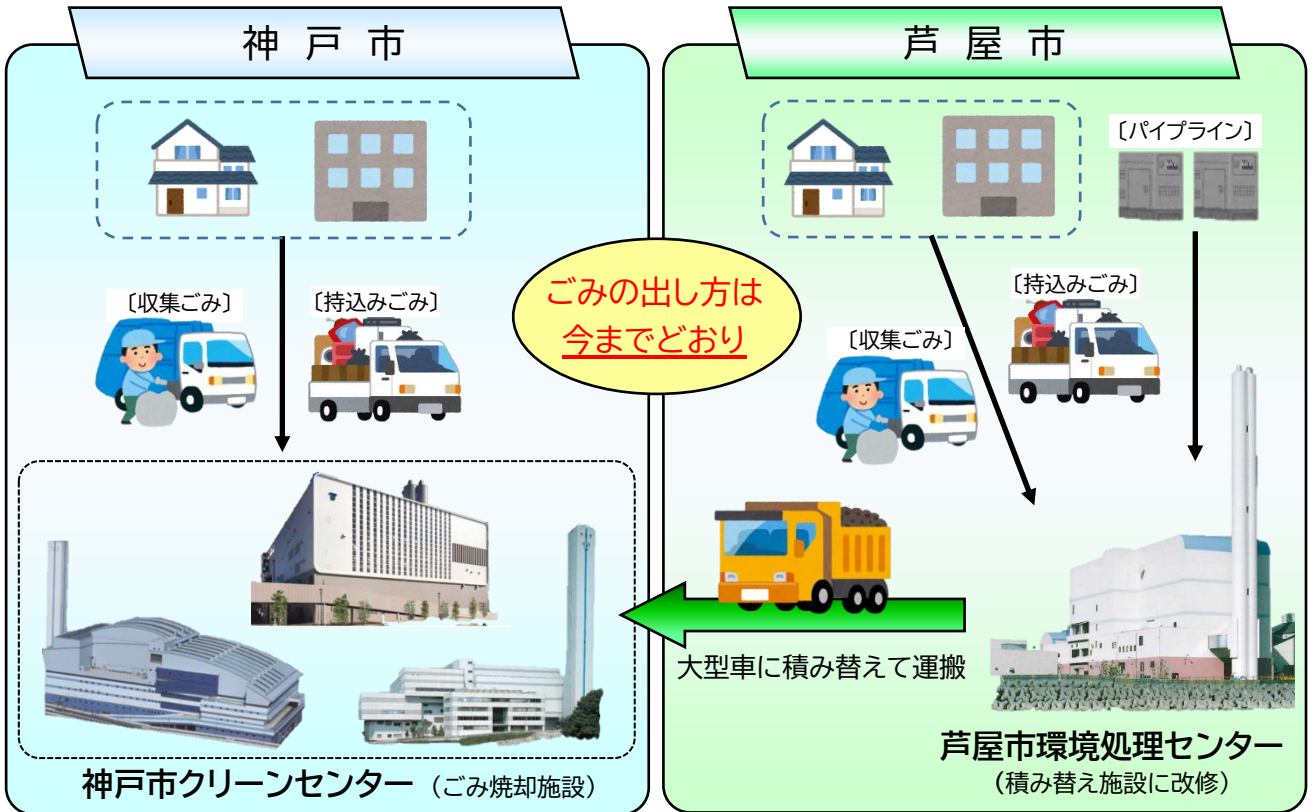 神戸市
芦屋市
〔パイプライン〕
〔収集ごみ〕
〔持込みごみ〕
ごみの出し方は
今までどおり
〔持込みごみ〕
〔収集ごみ〕
大型車に積み替えて運搬
神戸市クリーンセンター（ごみ焼却施設）
芦屋市環境処理センター
（積み替え施設に改修）